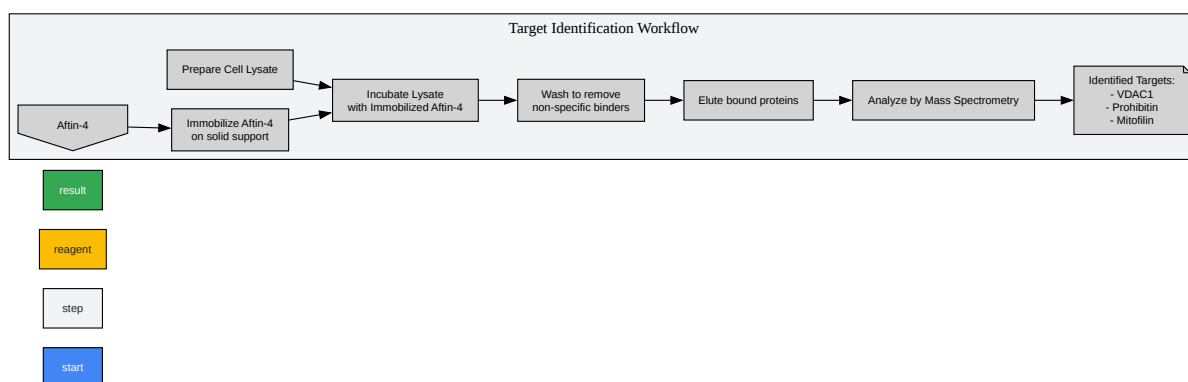 Target Identification Workflow
Prepare Cell Lysate
Aftin-4
Immobilize Aftin-4
on solid support
Incubate Lysate
with Immobilized Aftin-4
Wash to remove
non-specific binders
Elute bound proteins
Analyze by Mass Spectrometry
Identified Targets:
- VDAC1
- Prohibitin
- Mitofilin
result
reagent
step
start